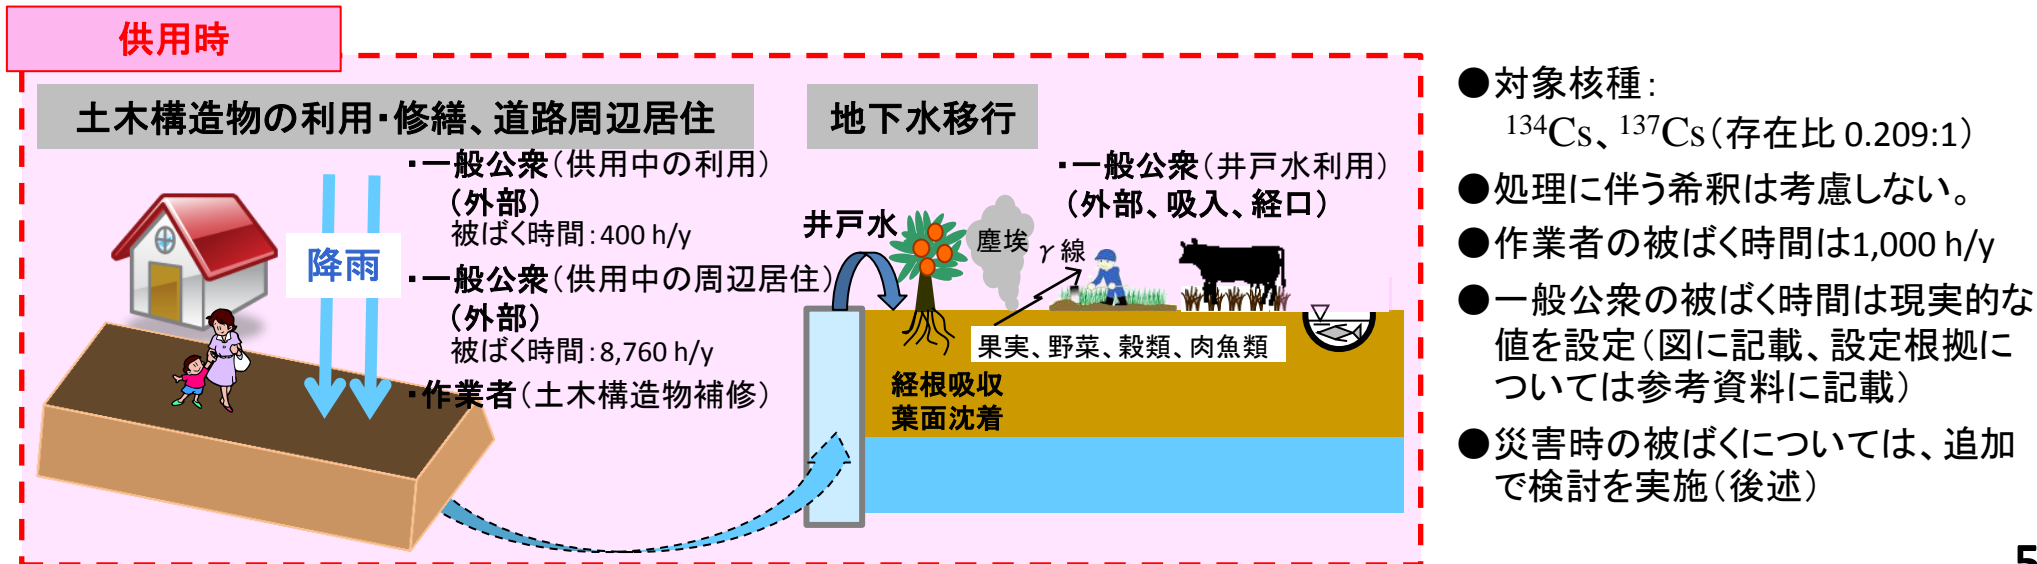 供用時
土木構造物の利用・修繕、道路周辺居住
・一般公衆（供用中の利用）
（外部）
被ばく時間：400 h/y
・一般公衆（供用中の周辺居住）
（外部）
被ばく時間：8,760 h/y
・作業者（土木構造物補修）
降雨
地下水移行
・一般公衆（井戸水利用）
（外部、吸入、経口）
井戸水
塵埃
γ線
果実、野菜、穀類、肉魚類
経根吸収
葉面沈着
●対象核種：
¹³⁴Cs、¹³⁷Cs（存在比 0.209:1）
●処理に伴う希釈は考慮しない。
●作業者の被ばく時間は1,000 h/y
●一般公衆の被ばく時間は現実的な
値を設定（図に記載、設定根拠に
ついては参考資料に記載）
●災害時の被ばくについては、追加
で検討を実施（後述）
5